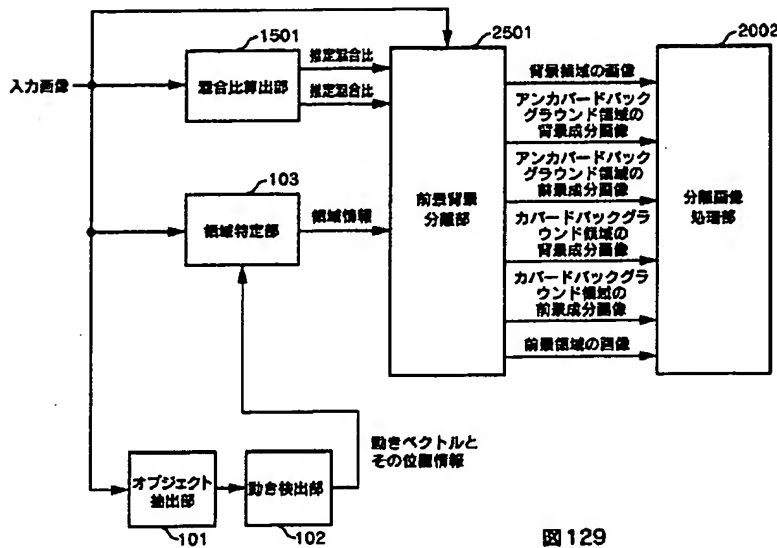 1501
2501
2002
推定混合比
入力画像
混合比算出部
推定混合比
背景領域の画像
アンカバードバック
グラウンド領域の
背景成分画像
103
アンカバードバック
グラウンド領域の
前景成分画像
領域特定部
領域情報
前景背景
分離部
分離画像
処理部
カバードバックグラ
ウンド領域の
背景成分画像
カバードバックグラ
ウンド領域の
前景成分画像
前景領域の画像
動きベクトルと
その位置情報
オブジェクト
抽出部
動き検出部
101
102
図129